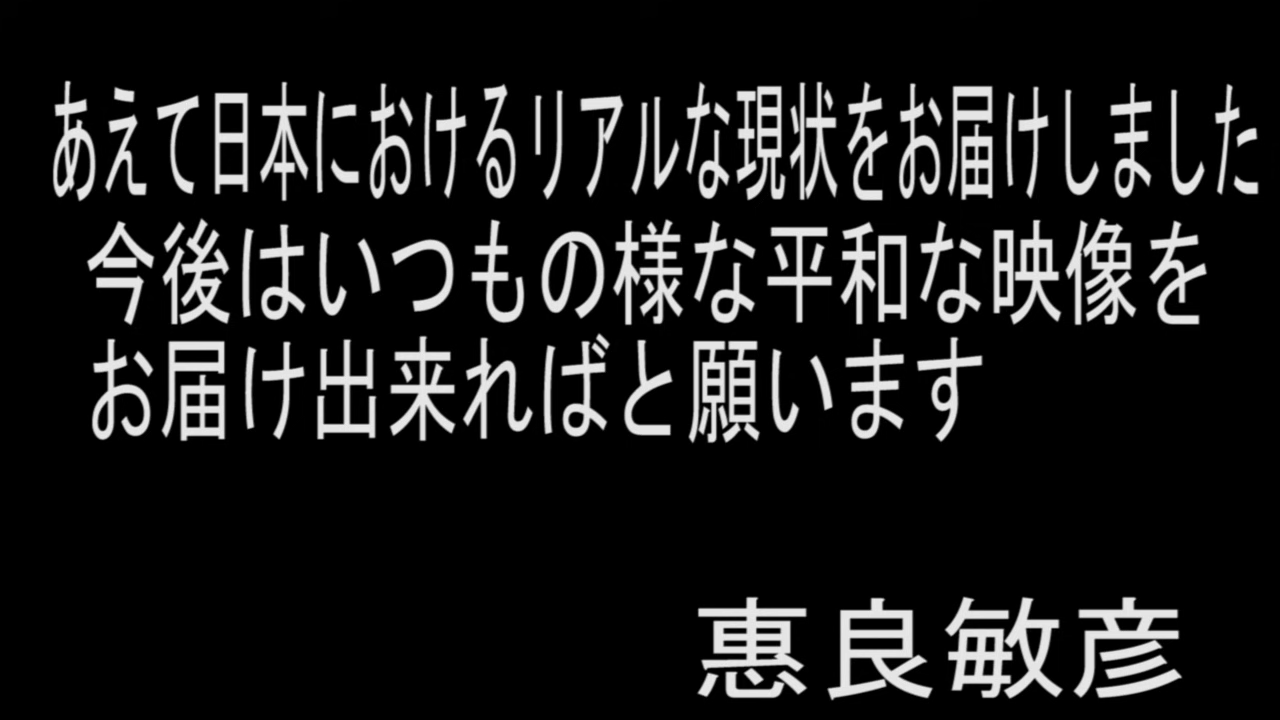 あえて日本におけるリアルな現状をお届けしました
今後はいつもの様な平和な映像を
お届け出来ればと願います
惠良敏彦